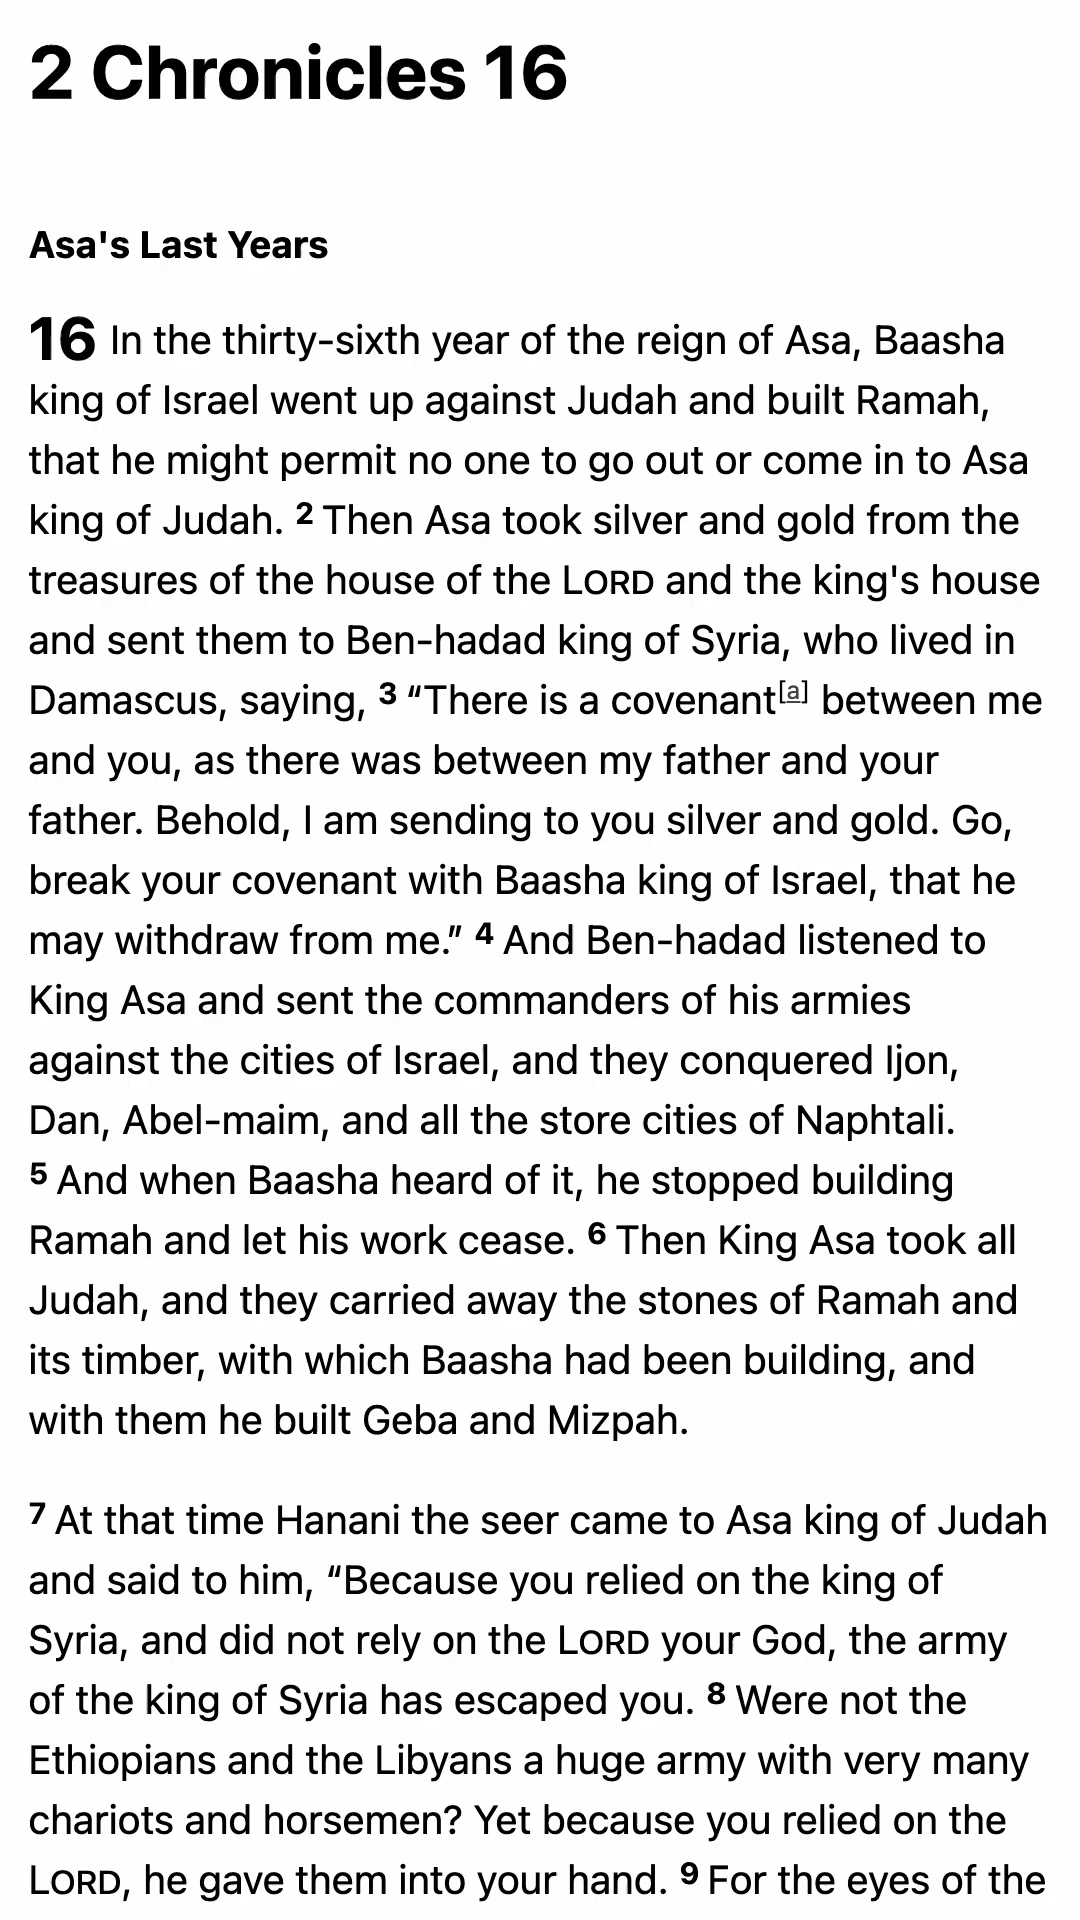 2 Chronicles 16
Asa's Last Years
16 In the thirty-sixth year of the reign of Asa, Baasha
king of Israel went up against Judah and built Ramah,
that he might permit no one to go out or come in to Asa
king of Judah. 2 Then Asa took silver and gold from the
treasures of the house of the LORD and the king's house
and sent them to Ben-hadad king of Syria, who lived in
Damascus, saying, 3 “There is a covenant[a] between me
and you, as there was between my father and your
father. Behold, I am sending to you silver and gold. Go,
break your covenant with Baasha king of Israel, that he
may withdraw from me.” 4 And Ben-hadad listened to
King Asa and sent the commanders of his armies
against the cities of Israel, and they conquered Ijon,
Dan, Abel-maim, and all the store cities of Naphtali.
5 And when Baasha heard of it, he stopped building
Ramah and let his work cease. 6 Then King Asa took all
Judah, and they carried away the stones of Ramah and
its timber, with which Baasha had been building, and
with them he built Geba and Mizpah.
7 At that time Hanani the seer came to Asa king of Judah
and said to him, “Because you relied on the king of
Syria, and did not rely on the LORD your God, the army
of the king of Syria has escaped you. 8 Were not the
Ethiopians and the Libyans a huge army with very many
chariots and horsemen? Yet because you relied on the
LORD, he gave them into your hand. 9 For the eyes of the